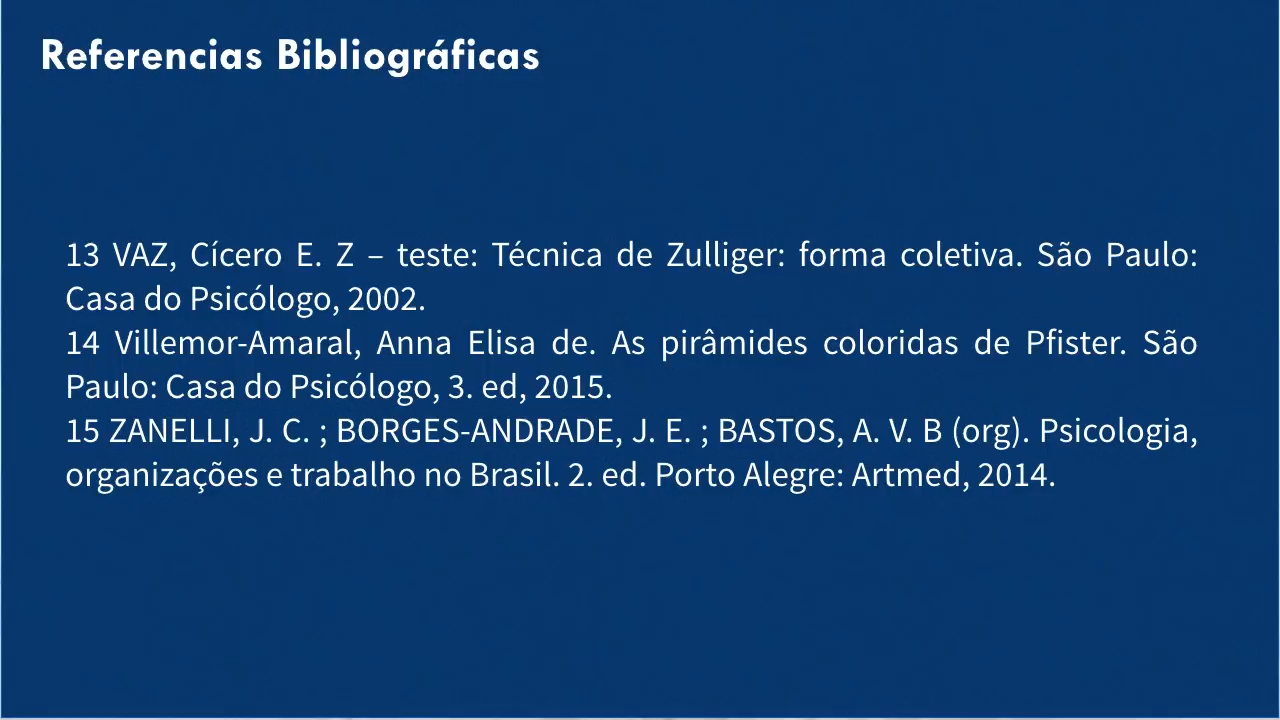 Referencias Bibliográficas
13 VAZ, Cícero E. Z – teste: Técnica de Zulliger: forma coletiva. São Paulo:
Casa do Psicólogo, 2002.
14 Villemor-Amaral, Anna Elisa de. As pirâmides coloridas de Pfister. São
Paulo: Casa do Psicólogo, 3. ed, 2015.
15 ZANELLI, J. C. ; BORGES-ANDRADE, J. E. ; BASTOS, A. V. B (org). Psicologia,
organizações e trabalho no Brasil. 2. ed. Porto Alegre: Artmed, 2014.